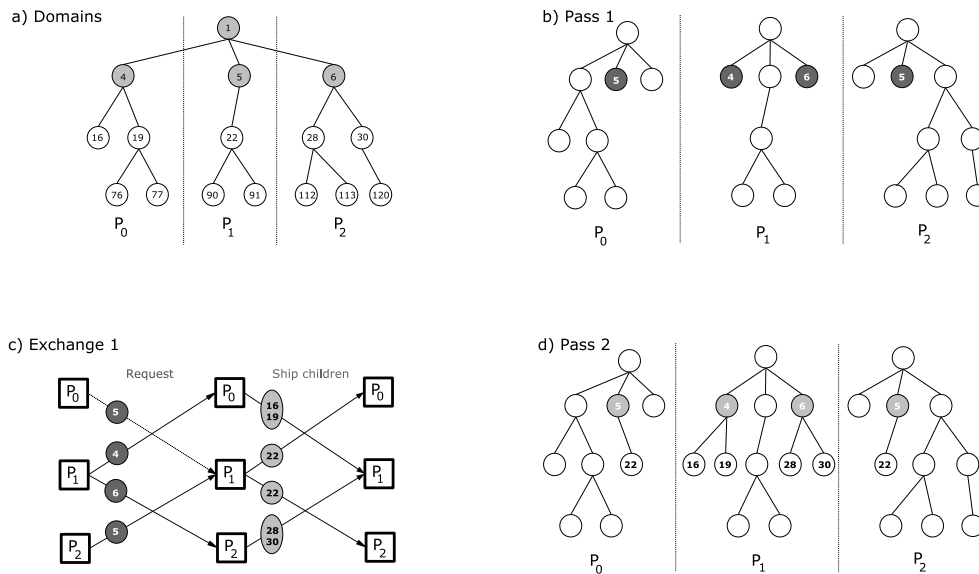 a) Domains
1
4 5 6
16 19 22 28 30
76 77 90 91 112 113 120
P0 P1 P2
b) Pass 1
5 4 6 5
P0 P1 P2
c) Exchange 1
Request Ship children
P0 P0 P0
5 16
19
4 22
P1 P1 P1
6 22
5 28
30
P2 P2 P2
d) Pass 2
5 4 6 5
22 16 19 28 30 22
P0 P1 P2